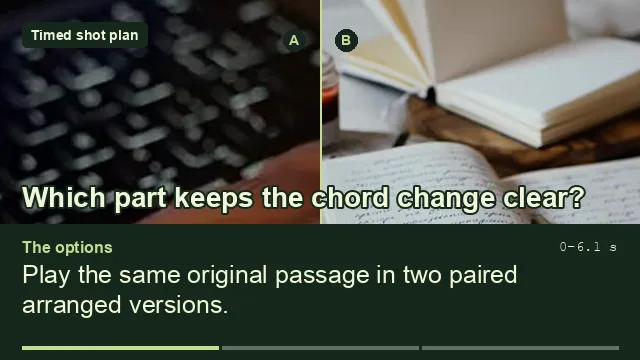 Timed shot plan
A
B
Which part keeps the chord change clear?
The options
0–6.1 s
Play the same original passage in two paired
arranged versions.